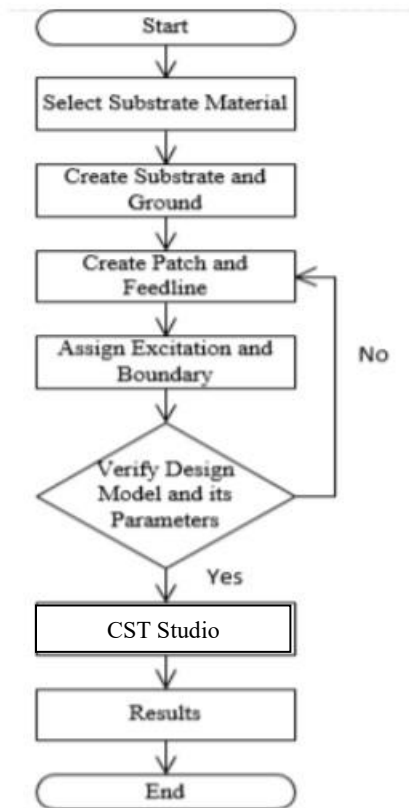 Start
Select Substrate Material
Create Substrate and
Ground
Create Patch and
Feedline
Assign Excitation and
Boundary
No
Verify Design
Model and its
Parameters
Yes
CST Studio
Results
End